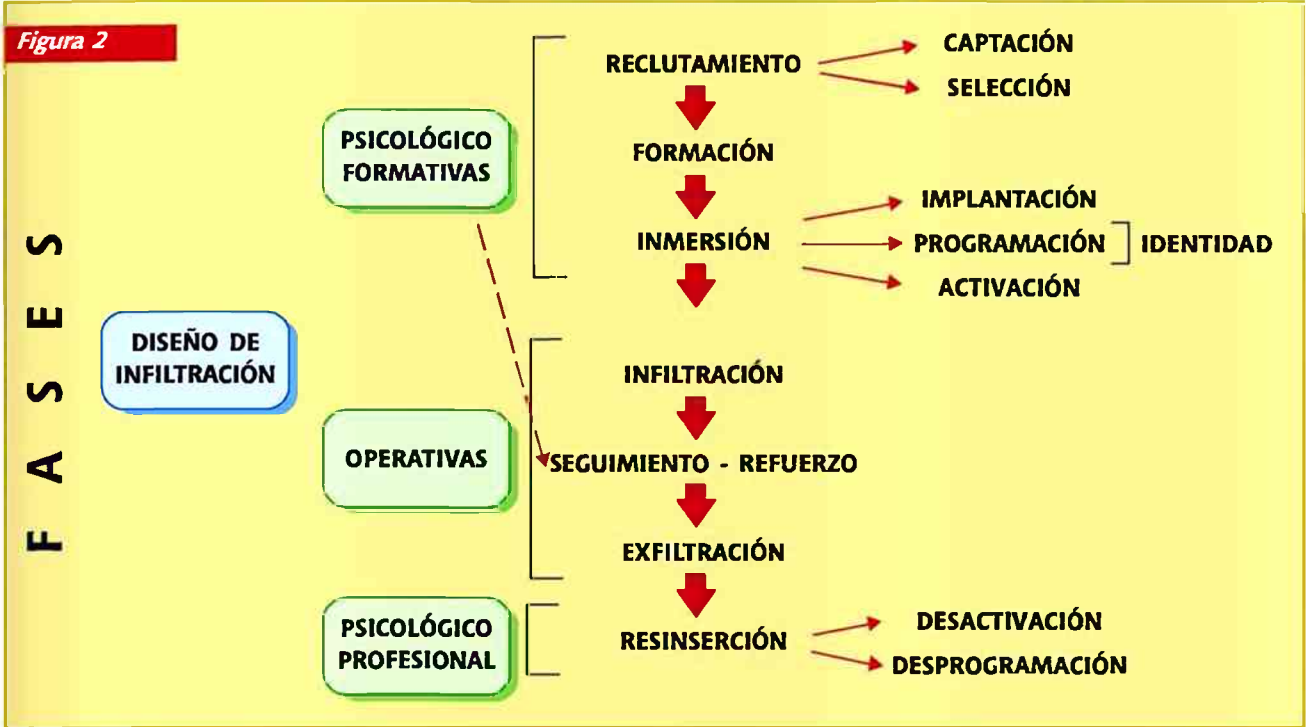 Figura 2
FASES
DISEÑO DE
INFILTRACIÓN
PSICOLÓGICO
FORMATIVAS
RECLUTAMIENTO
CAPTACIÓN
SELECCIÓN
FORMACIÓN
INMERSIÓN
IMPLANTACIÓN
PROGRAMACIÓN
IDENTIDAD
ACTIVACIÓN
OPERATIVAS
INFILTRACIÓN
SEGUIMIENTO - REFUERZO
EXFILTRACIÓN
PSICOLÓGICO
PROFESIONAL
RESINSERCIÓN
DESACTIVACIÓN
DESPROGRAMACIÓN